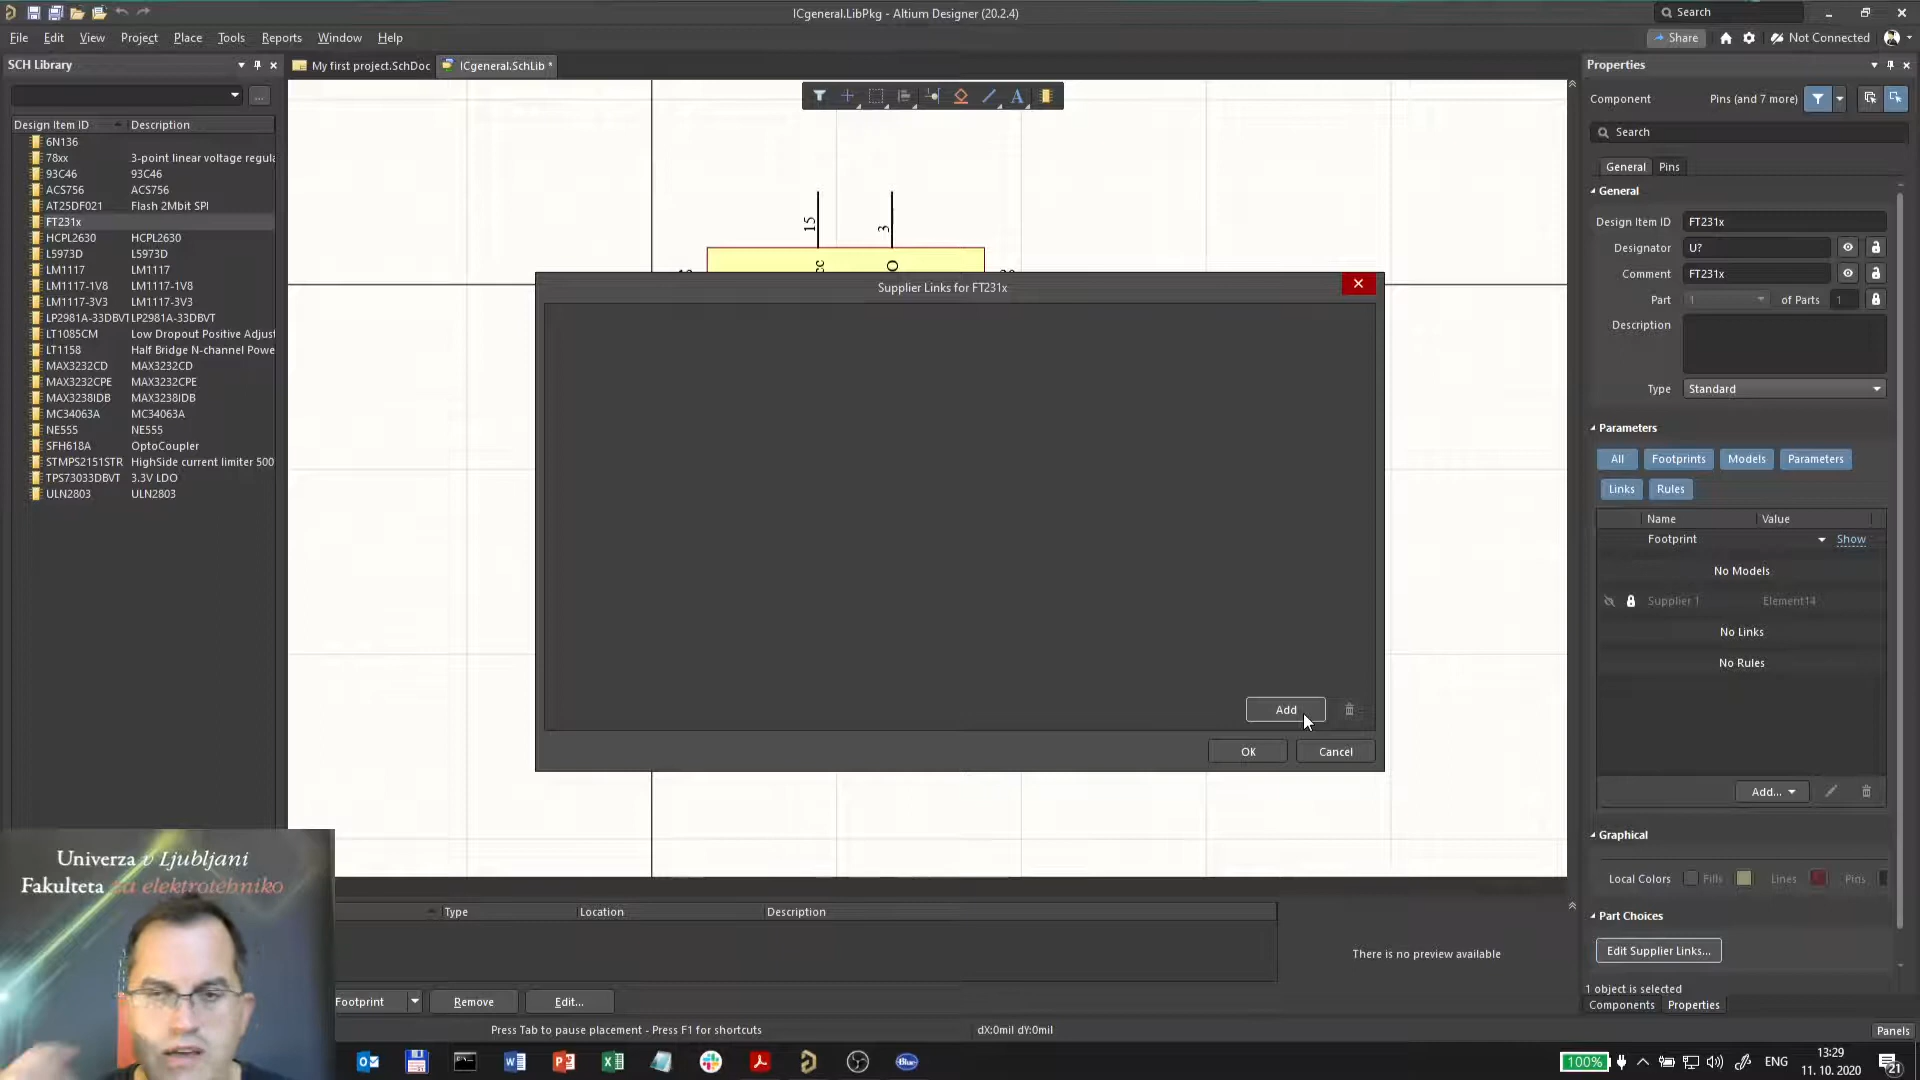 ICgeneral.LibPkg - Altium Designer (20.2.4)
Search
File Edit View Project Place Tools Reports Window Help
Share
Not Connected
SCH Library
My first project.SchDoc
ICgeneral.SchLib *
Properties
Component
Pins (and 7 more)
Search
Design Item ID Description
6N136
78xx 3-point linear voltage regula
93C46 93C46
ACS756 ACS756
AT25DF021 Flash 2Mbit SPI
FT231x
HCPL2630 HCPL2630
L5973D L5973D
LM1117 LM1117
LM1117-1V8 LM1117-1V8
LM1117-3V3 LM1117-3V3
LP2981A-33DBVT LP2981A-33DBVT
LT1085CM Low Dropout Positive Adjust
LT1158 Half Bridge N-channel Powe
MAX3232CD MAX3232CD
MAX3232CPE MAX3232CPE
MAX3238IDB MAX3238IDB
MC34063A MC34063A
NE555 NE555
SFH618A OptoCoupler
STMPS2151STR HighSide current limiter 500
TPS73033DBVT 3.3V LDO
ULN2803 ULN2803
15
3
Supplier Links for FT231x
Add
OK
Cancel
General Pins
General
Design Item ID FT231x
Designator U?
Comment FT231x
Part 1 of Parts 1
Description
Type Standard
Parameters
All Footprints Models Parameters
Links Rules
Name Value
Footprint Show
No Models
Supplier 1 Element14
No Links
No Rules
Add...
Graphical
Local Colors Fills Lines Pins
Part Choices
Edit Supplier Links...
1 object is selected
Components Properties
Univerza v Ljubljani
Fakulteta za elektrotehniko
Type Location Description
There is no preview available
Footprint
Remove
Edit...
Press Tab to pause placement - Press F1 for shortcuts
dX:0mil dY:0mil
Panels
100%
ENG
13:29
11. 10. 2020
21